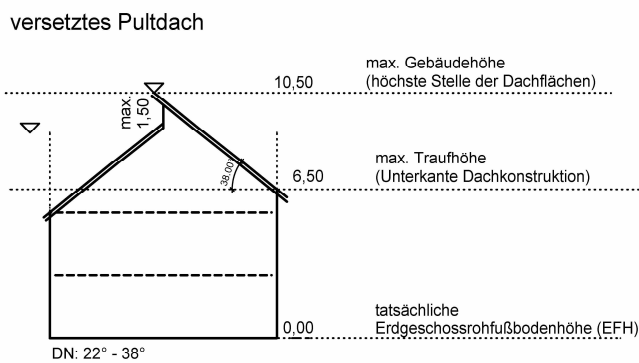 versetztes Pultdach
max. Gebäudehöhe
10,50
(höchste Stelle der Dachflächen)
max.
1,50
max. Traufhöhe
38,00°
6,50
(Unterkante Dachkonstruktion)
tatsächliche
0,00
Erdgeschossrohfußbodenhöhe (EFH)
DN: 22° - 38°